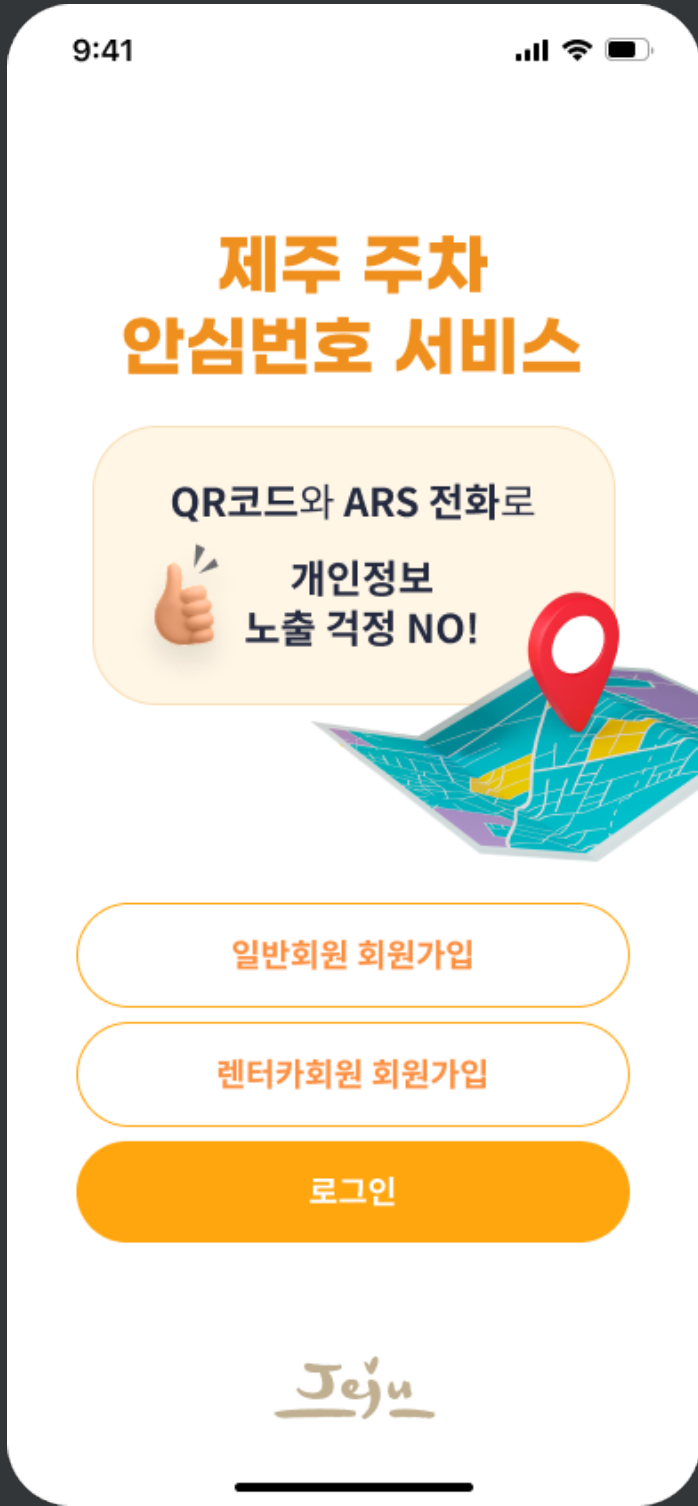 9:41
제주 주차
안심번호 서비스
QR코드와 ARS 전화로
개인정보
노출 걱정 NO!
일반회원 회원가입
렌터카회원 회원가입
로그인
Jeju